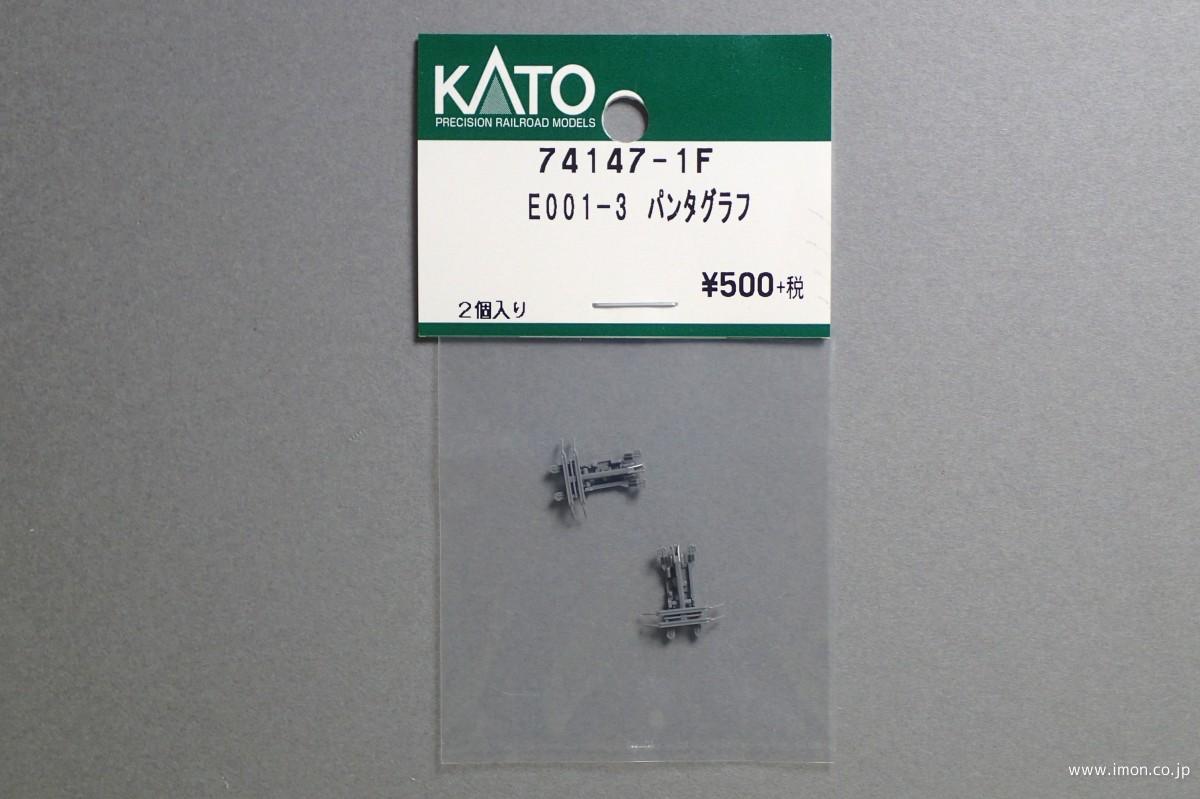 KATO
PRECISION RAILROAD MODELS
74147-1F
E001-3 パンタグラフ
¥500+税
2個入り
www.imon.co.jp